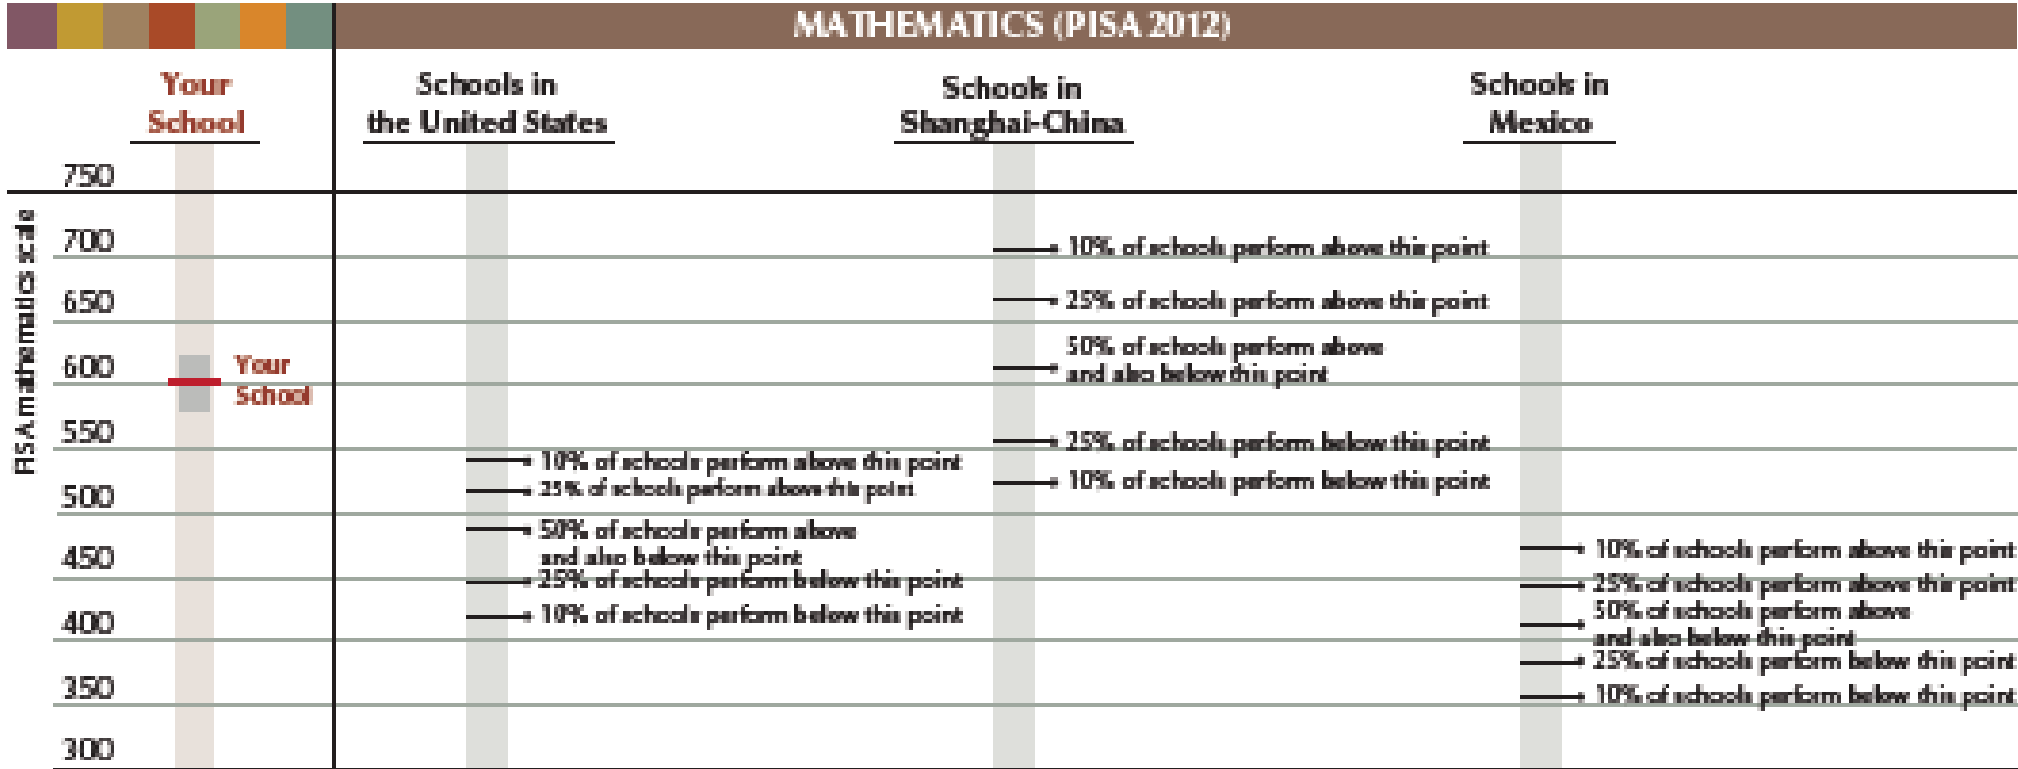 MATHEMATICS (PISA 2012)
Your
School
Schools in
the United States
Schools in
Shanghai-China
Schools in
Mexico
PISA mathematics scale
750
700
650
600
550
500
450
400
350
300
Your
School
10% of schools perform above this point
25% of schools perform above this point
50% of schools perform above
and also below this point
25% of schools perform below this point
10% of schools perform below this point
10% of schools perform above this point
25% of schools perform above this point
50% of schools perform above
and also below this point
25% of schools perform below this point
10% of schools perform below this point
10% of schools perform above this point
25% of schools perform above this point
50% of schools perform above
and also below this point
25% of schools perform below this point
10% of schools perform below this point